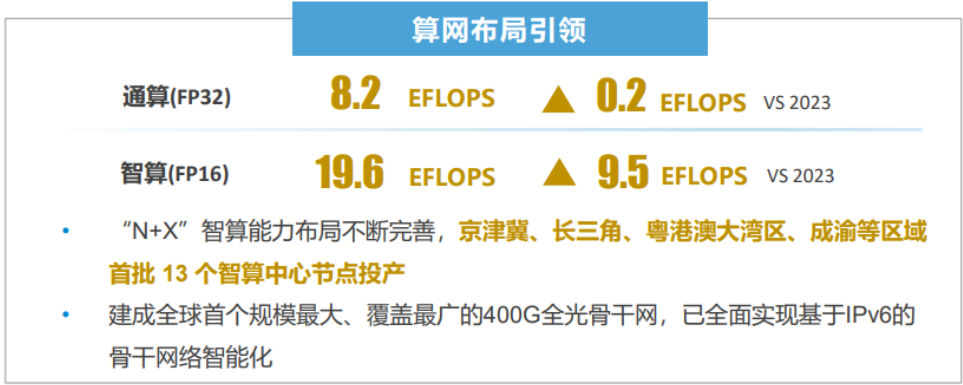 算网布局引领
通算(FP32) 8.2 EFLOPS ▲ 0.2 EFLOPS VS 2023
智算(FP16) 19.6 EFLOPS ▲ 9.5 EFLOPS VS 2023
• “N+X”智算能力布局不断完善，京津冀、长三角、粤港澳大湾区、成渝等区域
首批 13 个智算中心节点投产
• 建成全球首个规模最大、覆盖最广的400G全光骨干网，已全面实现基于IPv6的
骨干网络智能化